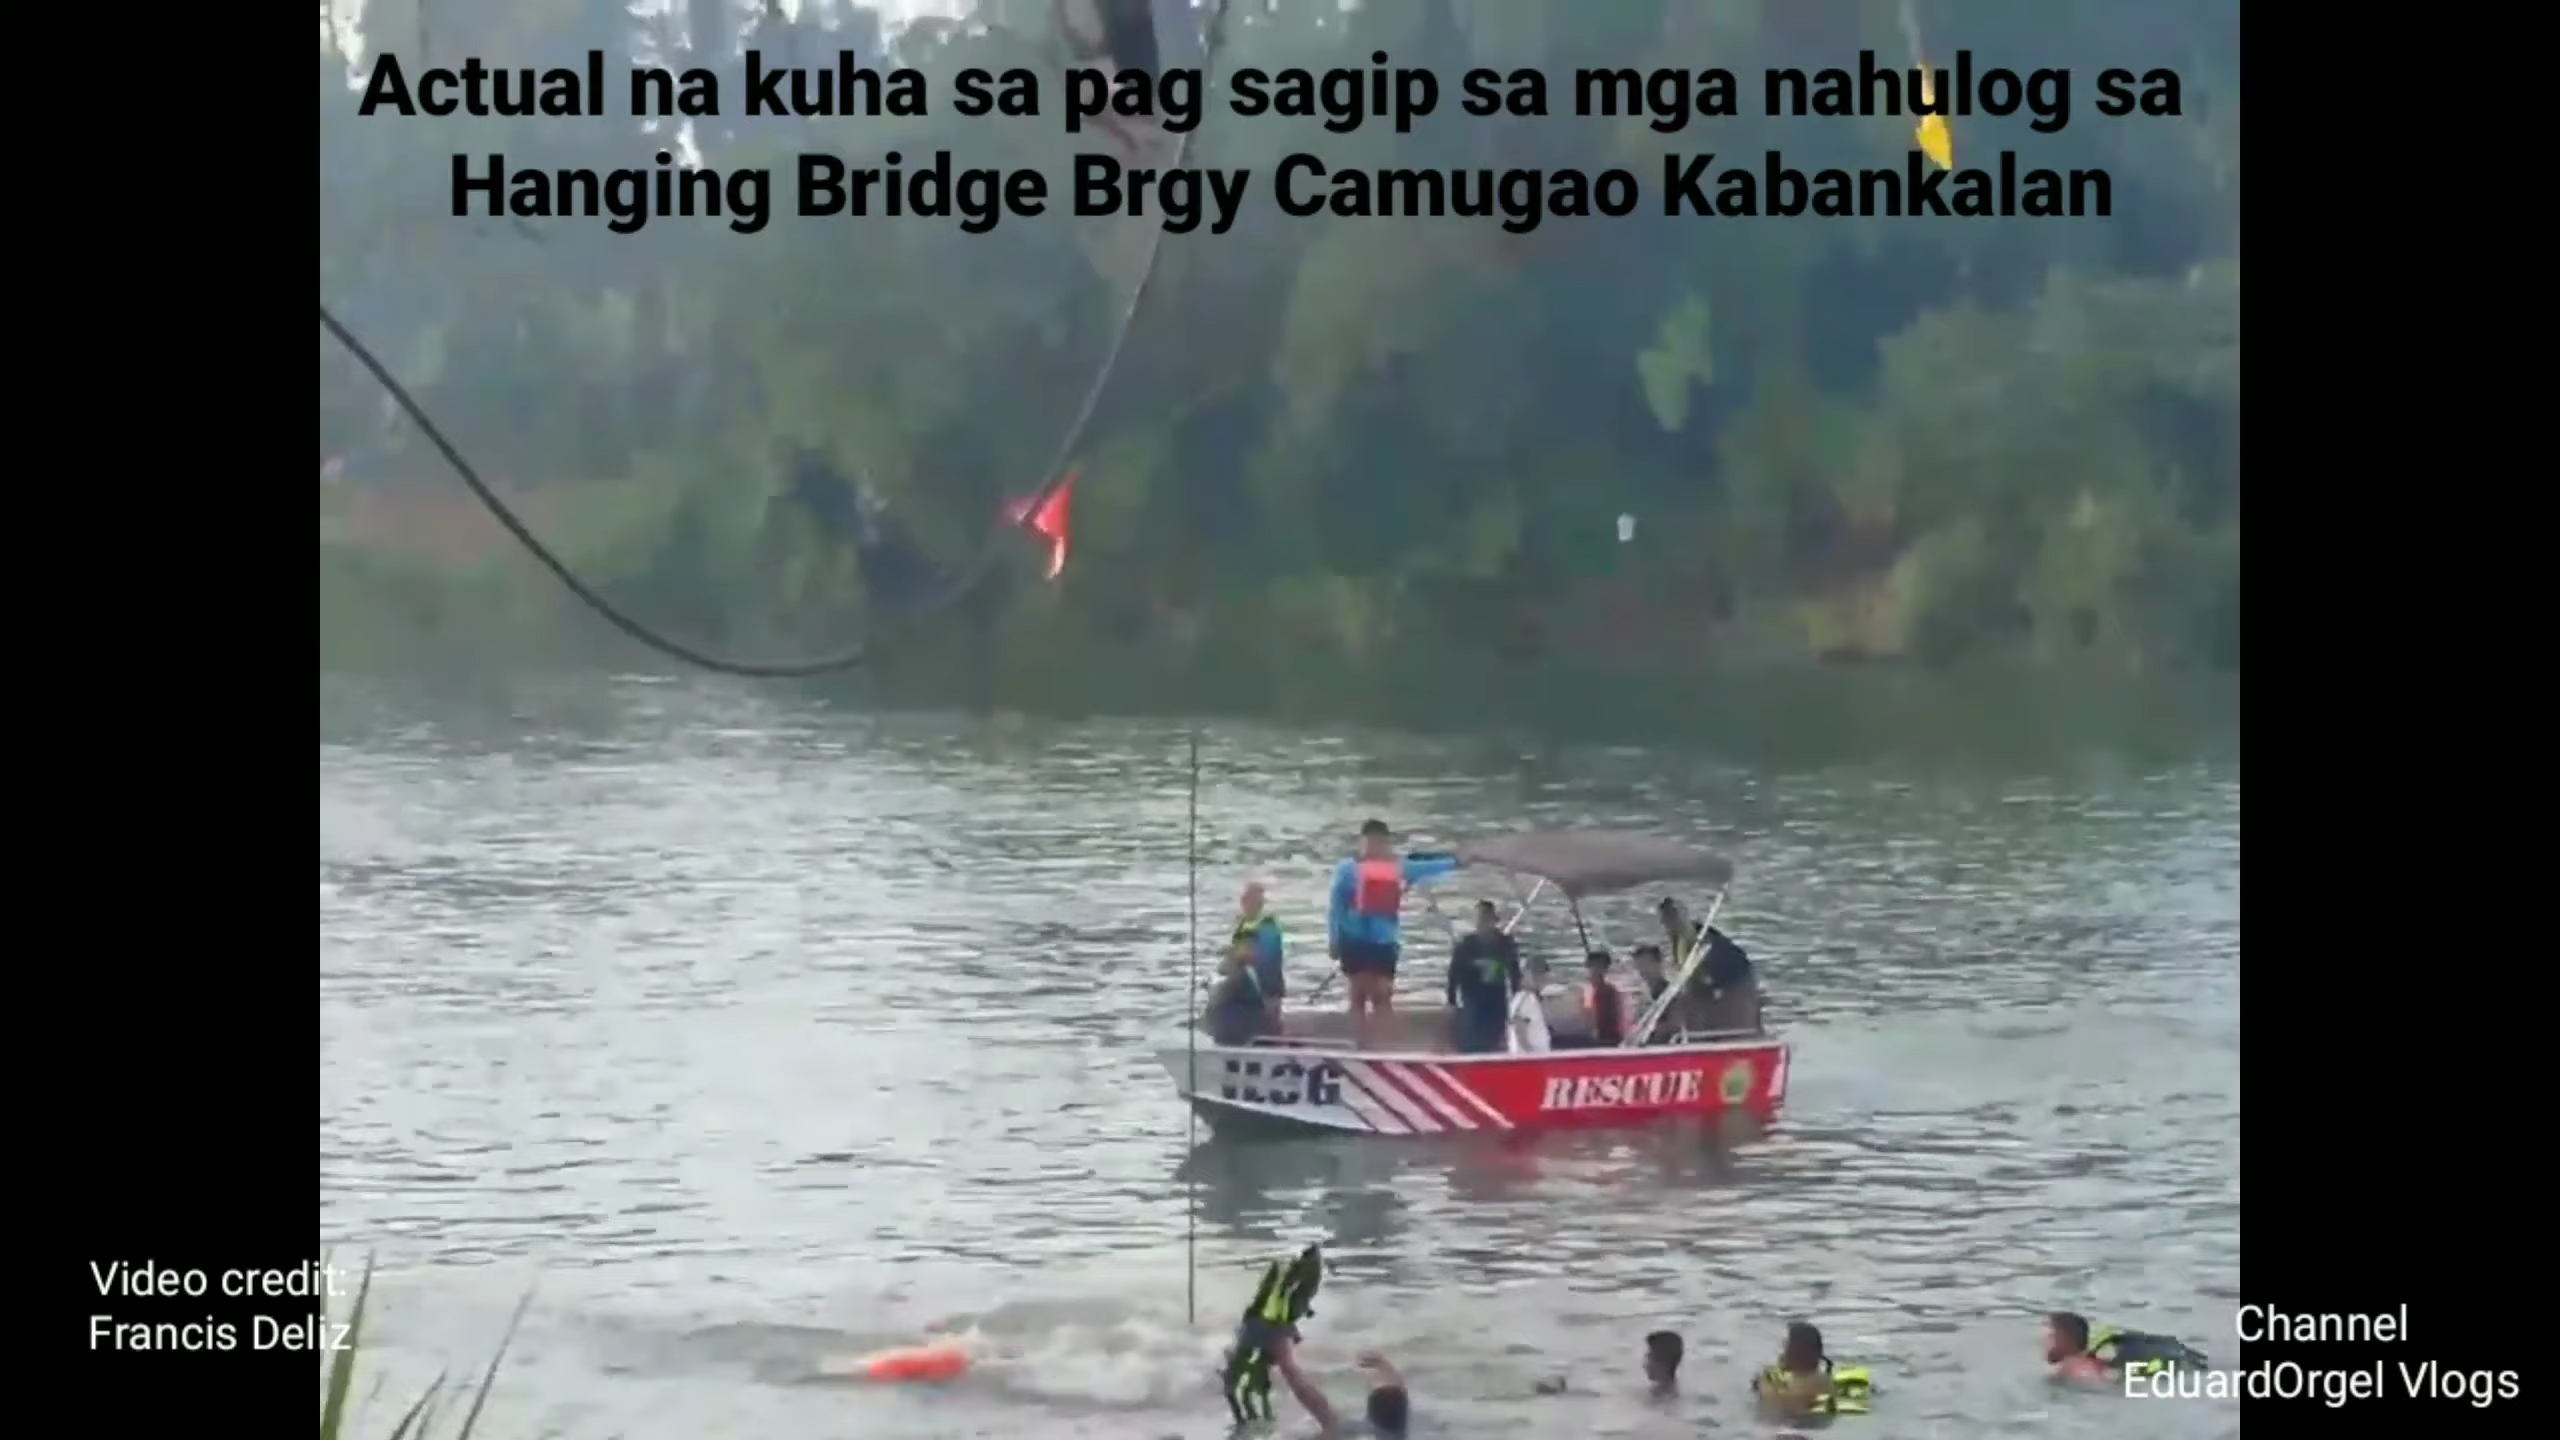 Actual na kuha sa pag sagip sa mga nahulog sa
Hanging Bridge Brgy Camugao Kabankalan
ILOG
RESCUE
Video credit:
Francis Deliz
Channel
EduardOrgel Vlogs